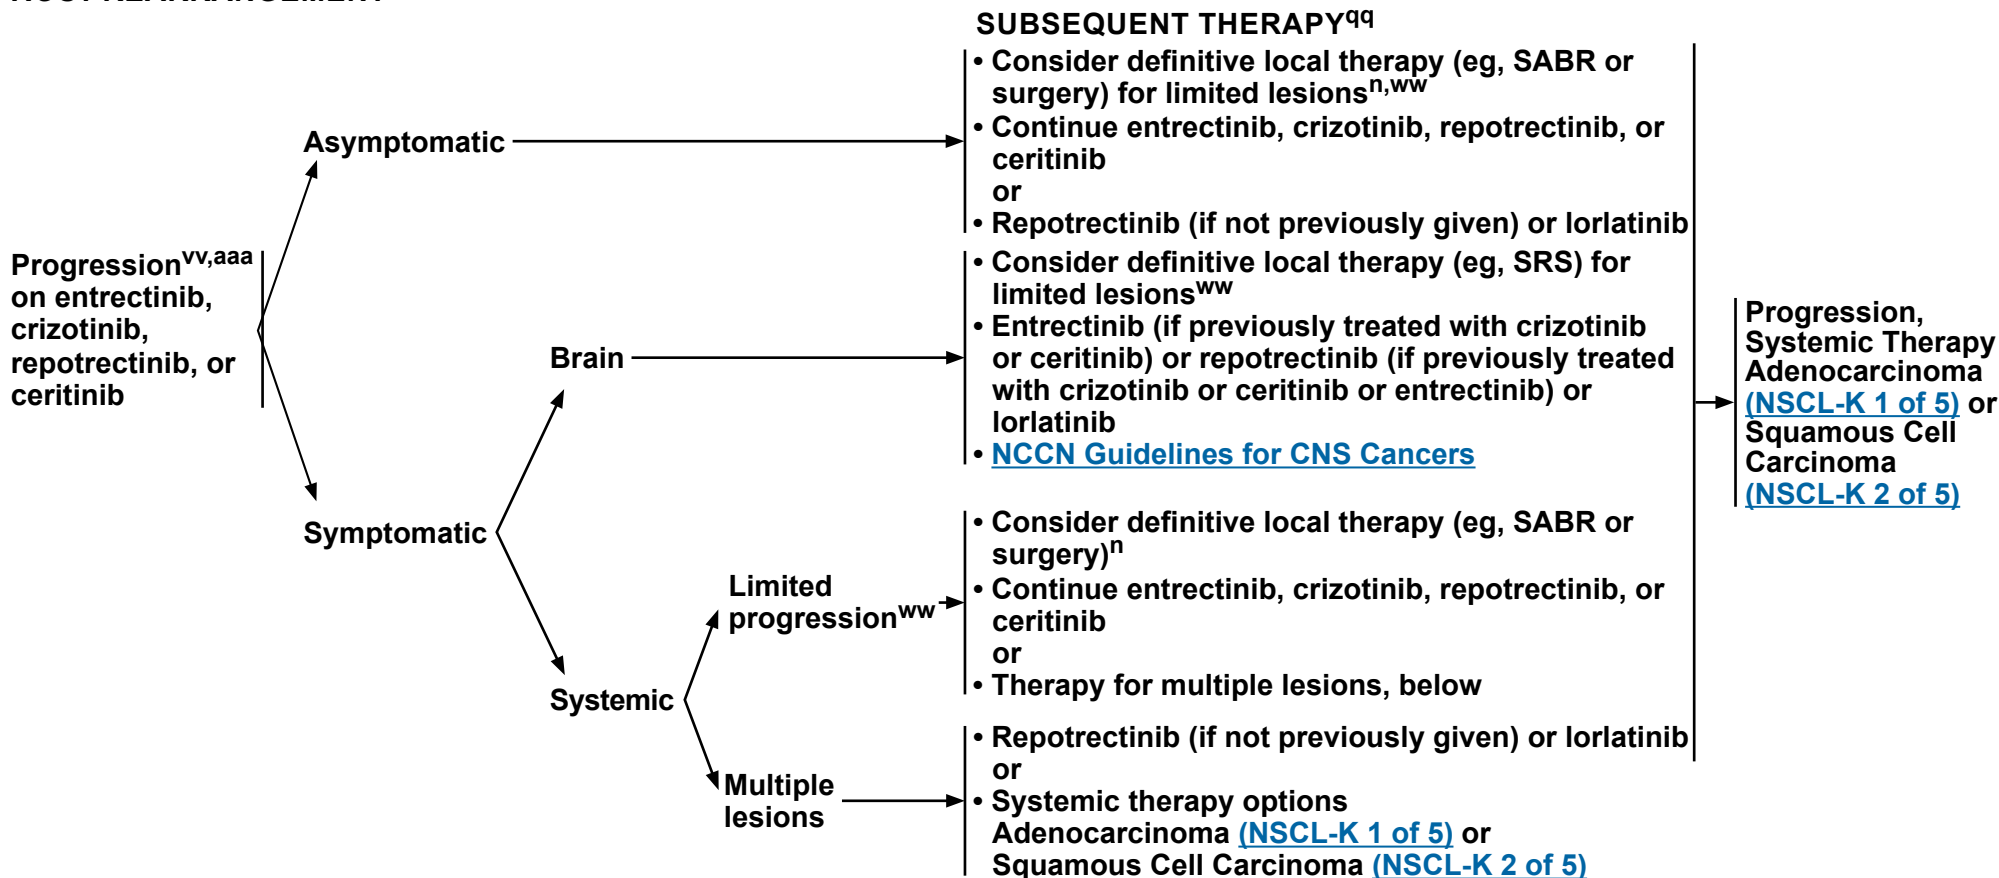 SUBSEQUENT THERAPYqq
Progressionvv,aaa
on entrectinib,
crizotinib,
repotrectinib, or
ceritinib
Asymptomatic
• Consider definitive local therapy (eg, SABR or
surgery) for limited lesionsn,ww
• Continue entrectinib, crizotinib, repotrectinib, or
ceritinib
or
• Repotrectinib (if not previously given) or lorlatinib
Symptomatic
Brain
• Consider definitive local therapy (eg, SRS) for
limited lesionsww
• Entrectinib (if previously treated with crizotinib
or ceritinib) or repotrectinib (if previously treated
with crizotinib or ceritinib or entrectinib) or
lorlatinib
• NCCN Guidelines for CNS Cancers
Systemic
Limited
progressionww
• Consider definitive local therapy (eg, SABR or
surgery)n
• Continue entrectinib, crizotinib, repotrectinib, or
ceritinib
or
• Therapy for multiple lesions, below
Multiple
lesions
• Repotrectinib (if not previously given) or lorlatinib
or
• Systemic therapy options
Adenocarcinoma (NSCL-K 1 of 5) or
Squamous Cell Carcinoma (NSCL-K 2 of 5)
Progression,
Systemic Therapy
Adenocarcinoma
(NSCL-K 1 of 5) or
Squamous Cell
Carcinoma
(NSCL-K 2 of 5)